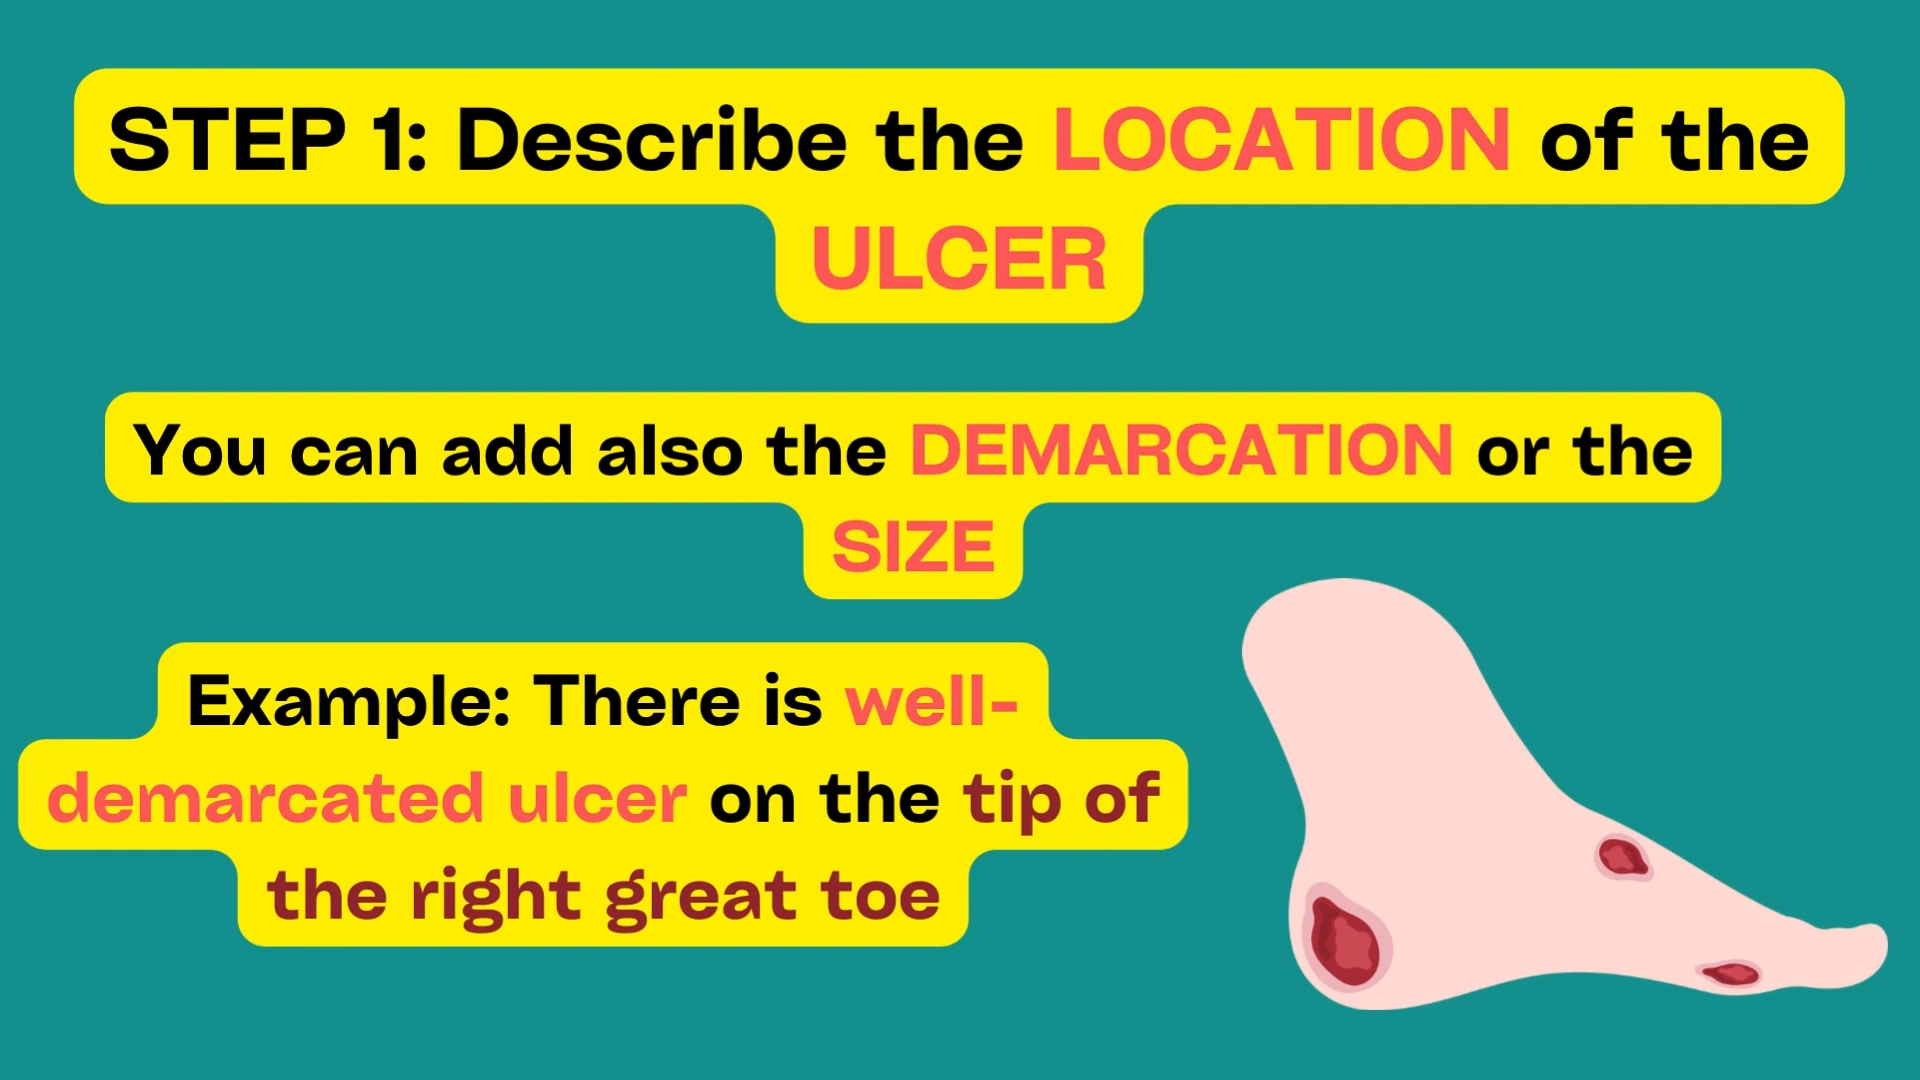 STEP 1: Describe the LOCATION of the
ULCER
You can add also the DEMARCATION or the
SIZE
Example: There is well-
demarcated ulcer on the tip of
the right great toe